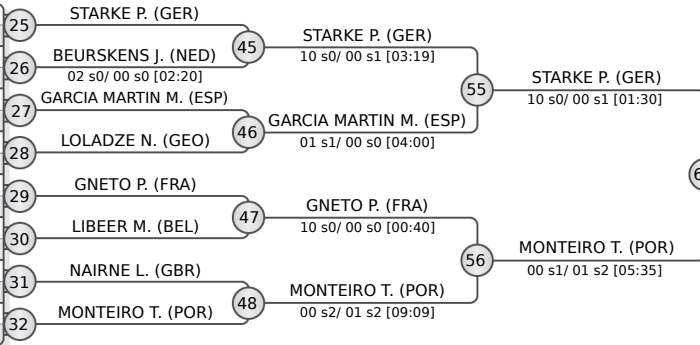 25
STARKE P. (GER)
26
BEURSKENS J. (NED)
02 s0/ 00 s0 [02:20]
45
STARKE P. (GER)
10 s0/ 00 s1 [03:19]
27
GARCIA MARTIN M. (ESP)
28
LOLADZE N. (GEO)
46
GARCIA MARTIN M. (ESP)
01 s1/ 00 s0 [04:00]
55
STARKE P. (GER)
10 s0/ 00 s1 [01:30]
29
GNETO P. (FRA)
30
LIBEER M. (BEL)
47
GNETO P. (FRA)
10 s0/ 00 s0 [00:40]
31
NAIRNE L. (GBR)
32
MONTEIRO T. (POR)
48
MONTEIRO T. (POR)
00 s2/ 01 s2 [09:09]
56
MONTEIRO T. (POR)
00 s1/ 01 s2 [05:35]